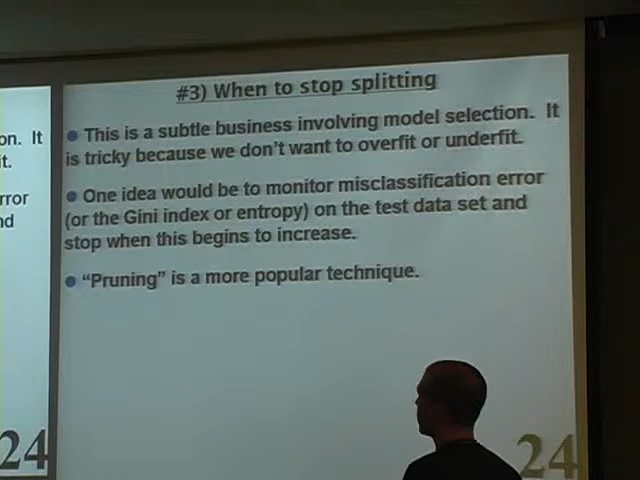 #3) When to stop splitting
This is a subtle business involving model selection. It
is tricky because we don't want to overfit or underfit.
One idea would be to monitor misclassification error
(or the Gini index or entropy) on the test data set and
stop when this begins to increase.
"Pruning" is a more popular technique.
24
on. It
it.
rror
nd
24